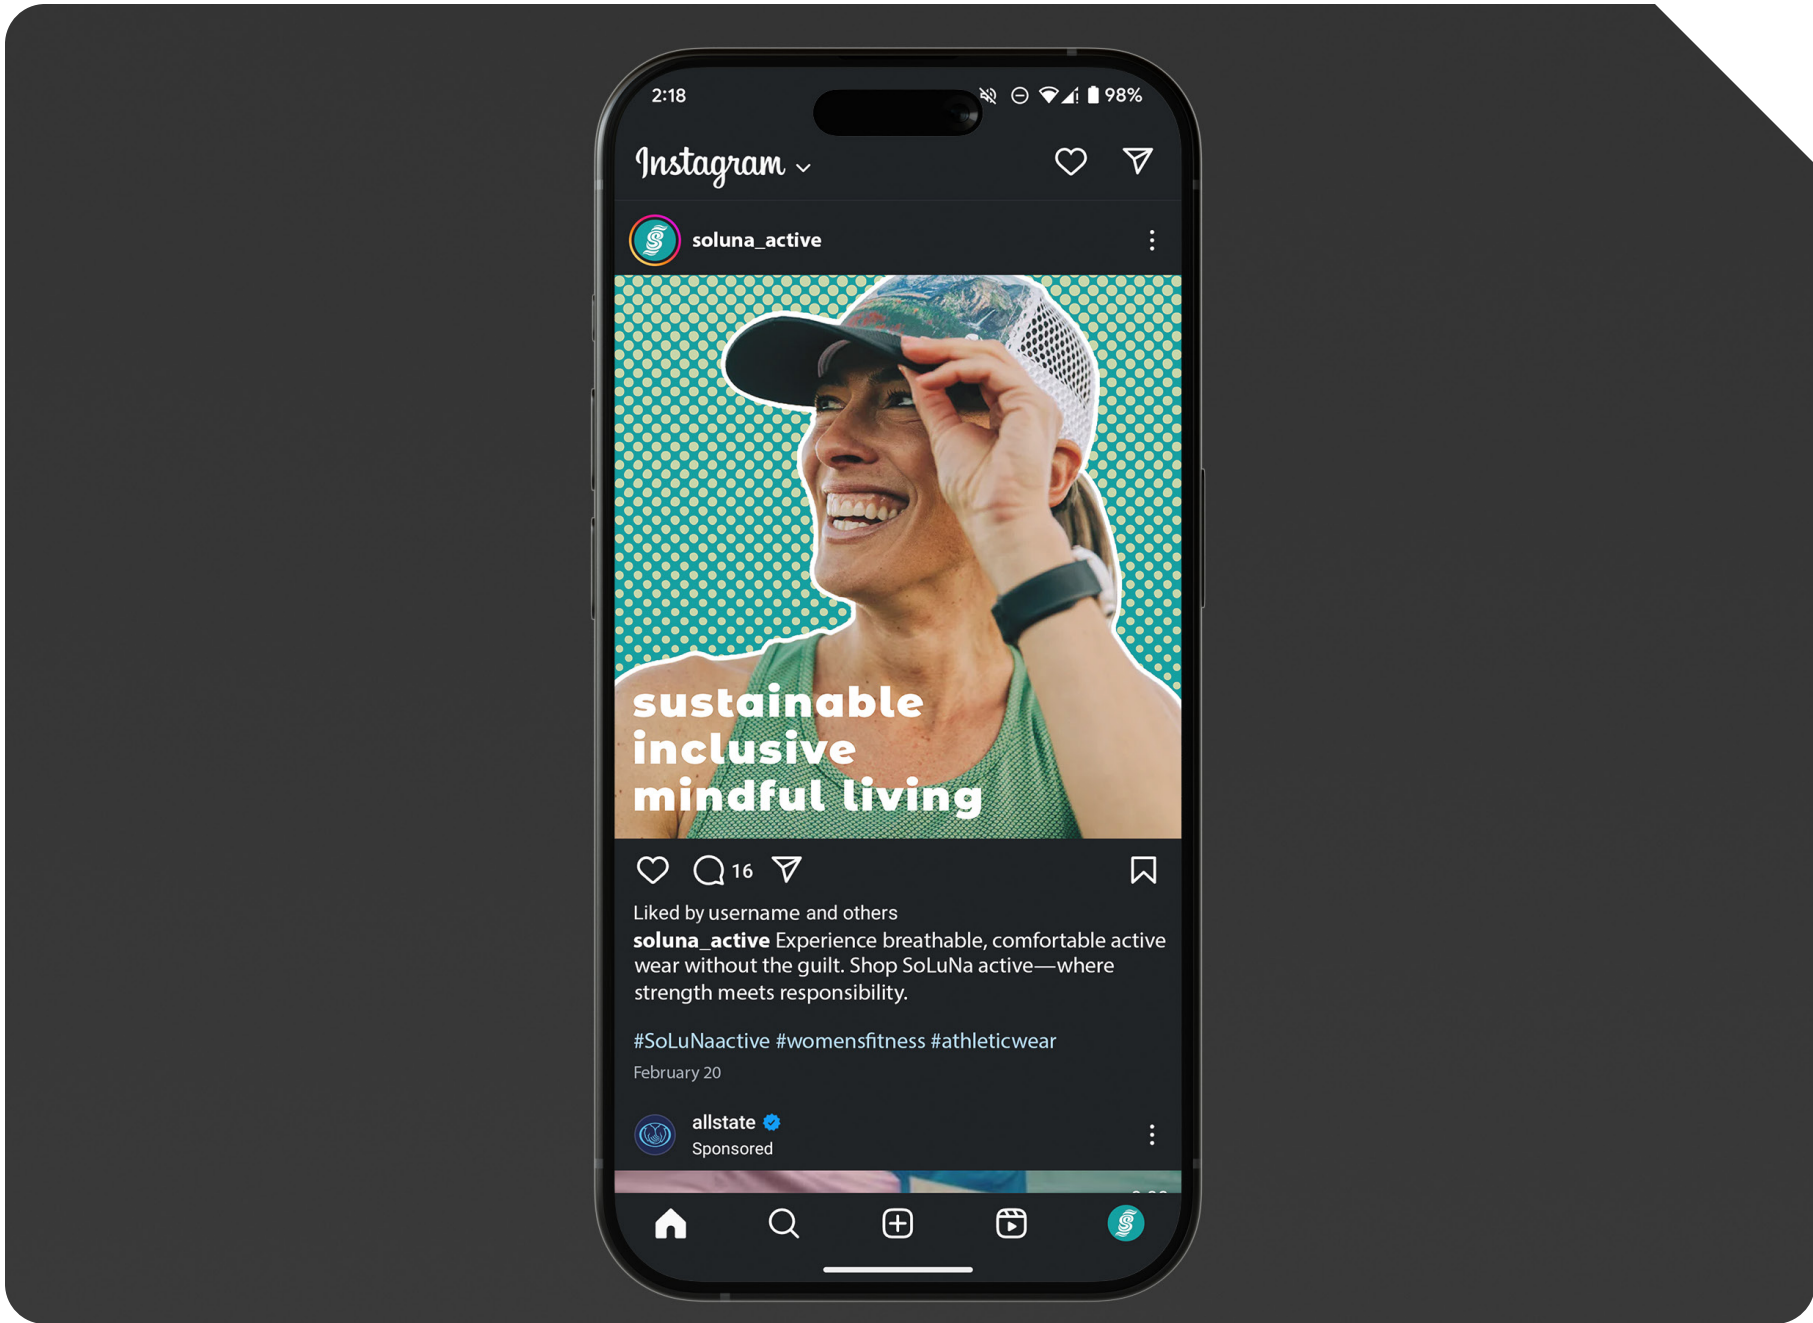 2:18 98%
Instagram
soluna_active
sustainable
inclusive
mindful living
16
Liked by username and others
soluna_active Experience breathable, comfortable active
wear without the guilt. Shop SoLuNa active—where
strength meets responsibility.
#SoLuNaactive #womensfitness #athleticwear
February 20
allstate
Sponsored